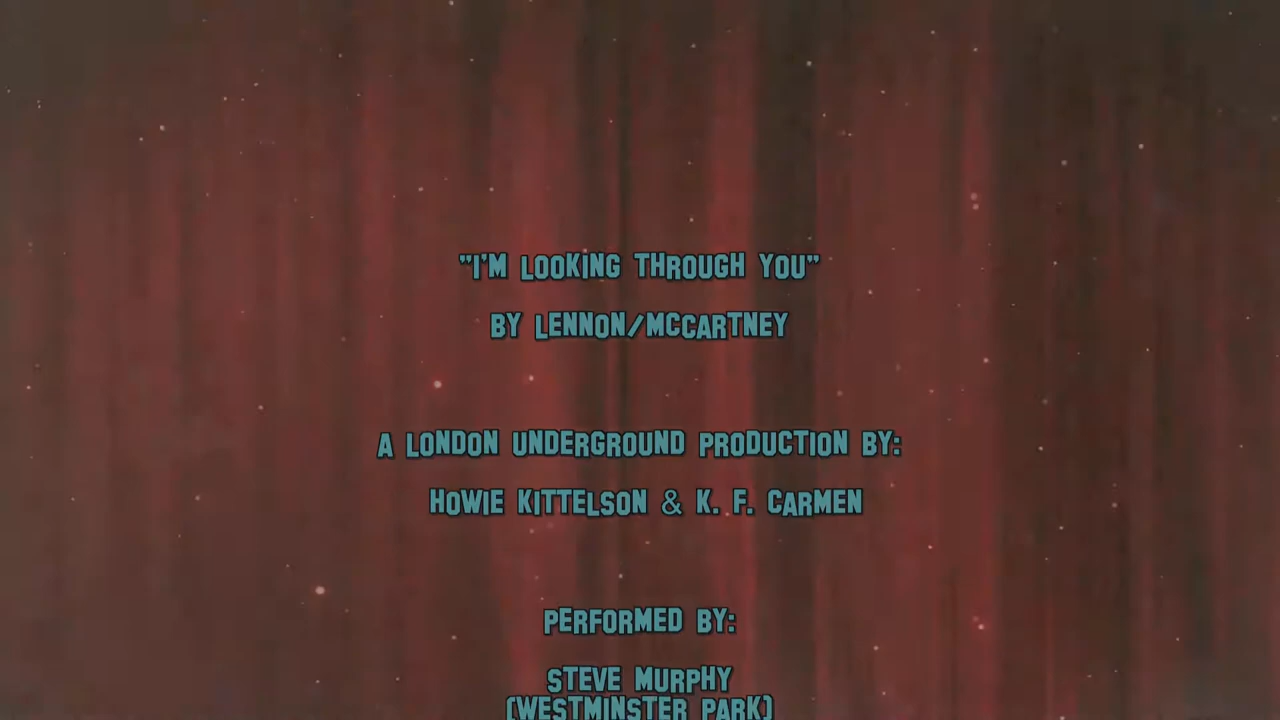 "I'M LOOKING THROUGH YOU"
BY LENNON/MCCARTNEY
A LONDON UNDERGROUND PRODUCTION BY:
HOWIE KITTELSON & K. F. CARMEN
PERFORMED BY:
STEVE MURPHY
(WESTMINSTER PARK)